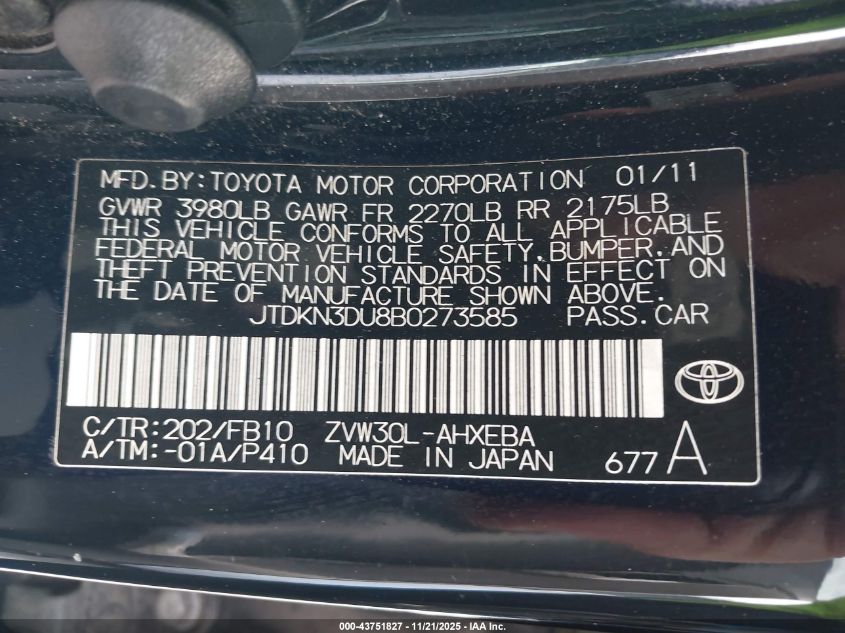 MFD.BY:TOYOTA MOTOR CORPORATION 01/11
GVWR 3980LB GAWR FR 2270LB RR 2175LB
THIS VEHICLE CONFORMS TO ALL APPLICABLE
FEDERAL MOTOR VEHICLE SAFETY, BUMPER, AND
THEFT PREVENTION STANDARDS IN EFFECT ON
THE DATE OF MANUFACTURE SHOWN ABOVE.
JTDKN3DU8B0273585 PASS.CAR
C/TR:202/FB10 ZVW30L-AHXEBA
A/TM:-01A/P410 MADE IN JAPAN 677A
000-43751827 - 11/21/2025 - IAA, Inc.